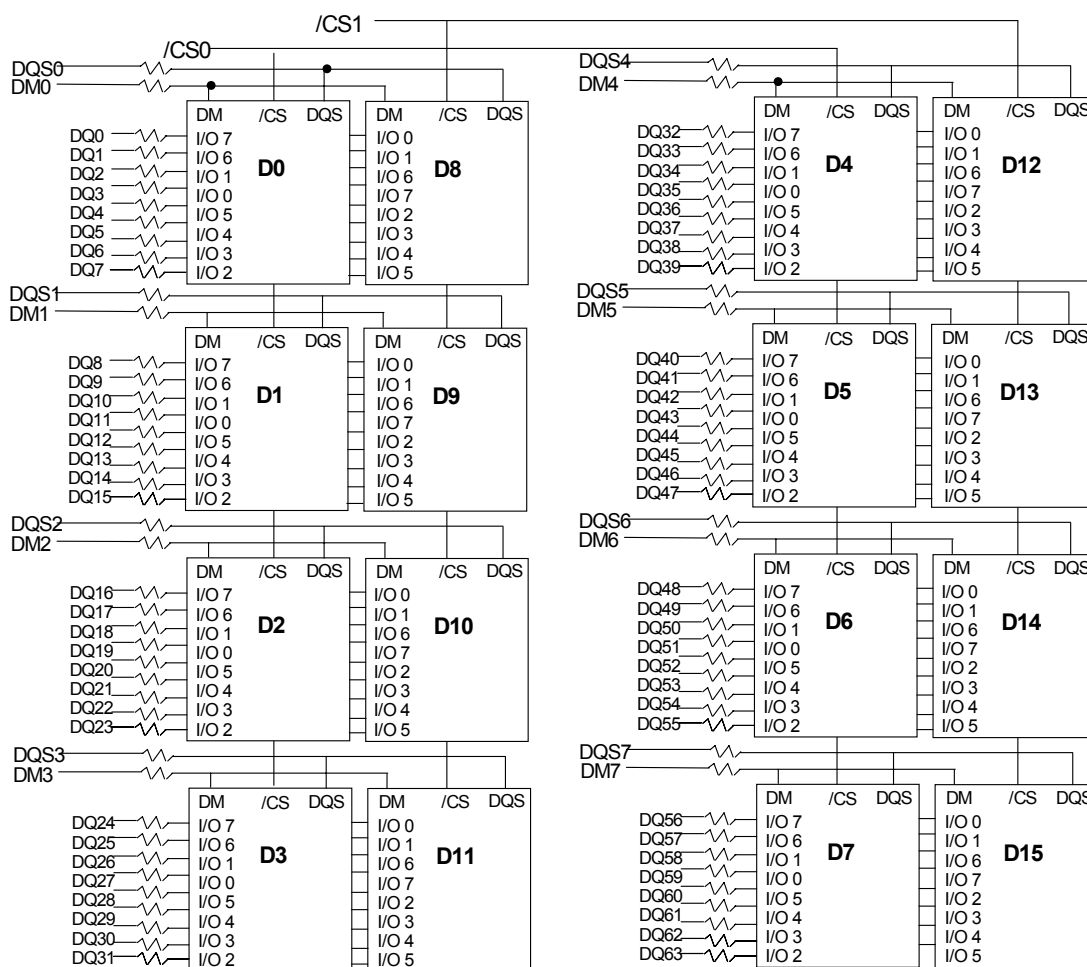 /CS1
/CS0
DQS0
DM0
DM /CS DQS
D0
DQ0 I/O 7
DQ1 I/O 6
DQ2 I/O 1
DQ3 I/O 0
DQ4 I/O 5
DQ5 I/O 4
DQ6 I/O 3
DQ7 I/O 2
DM /CS DQS
D8
I/O 0
I/O 1
I/O 6
I/O 7
I/O 2
I/O 3
I/O 4
I/O 5
DQS1
DM1
DM /CS DQS
D1
DQ8 I/O 7
DQ9 I/O 6
DQ10 I/O 1
DQ11 I/O 0
DQ12 I/O 5
DQ13 I/O 4
DQ14 I/O 3
DQ15 I/O 2
DM /CS DQS
D9
I/O 0
I/O 1
I/O 6
I/O 7
I/O 2
I/O 3
I/O 4
I/O 5
DQS2
DM2
DM /CS DQS
D2
DQ16 I/O 7
DQ17 I/O 6
DQ18 I/O 1
DQ19 I/O 0
DQ20 I/O 5
DQ21 I/O 4
DQ22 I/O 3
DQ23 I/O 2
DM /CS DQS
D10
I/O 0
I/O 1
I/O 6
I/O 7
I/O 2
I/O 3
I/O 4
I/O 5
DQS3
DM3
DM /CS DQS
D3
DQ24 I/O 7
DQ25 I/O 6
DQ26 I/O 1
DQ27 I/O 0
DQ28 I/O 5
DQ29 I/O 4
DQ30 I/O 3
DQ31 I/O 2
DM /CS DQS
D11
I/O 0
I/O 1
I/O 6
I/O 7
I/O 2
I/O 3
I/O 4
I/O 5
DQS4
DM4
DM /CS DQS
D4
DQ32 I/O 7
DQ33 I/O 6
DQ34 I/O 1
DQ35 I/O 0
DQ36 I/O 5
DQ37 I/O 4
DQ38 I/O 3
DQ39 I/O 2
DM /CS DQS
D12
I/O 0
I/O 1
I/O 6
I/O 7
I/O 2
I/O 3
I/O 4
I/O 5
DQS5
DM5
DM /CS DQS
D5
DQ40 I/O 7
DQ41 I/O 6
DQ42 I/O 1
DQ43 I/O 0
DQ44 I/O 5
DQ45 I/O 4
DQ46 I/O 3
DQ47 I/O 2
DM /CS DQS
D13
I/O 0
I/O 1
I/O 6
I/O 7
I/O 2
I/O 3
I/O 4
I/O 5
DQS6
DM6
DM /CS DQS
D6
DQ48 I/O 7
DQ49 I/O 6
DQ50 I/O 1
DQ51 I/O 0
DQ52 I/O 5
DQ53 I/O 4
DQ54 I/O 3
DQ55 I/O 2
DM /CS DQS
D14
I/O 0
I/O 1
I/O 6
I/O 7
I/O 2
I/O 3
I/O 4
I/O 5
DQS7
DM7
DM /CS DQS
D7
DQ56 I/O 7
DQ57 I/O 6
DQ58 I/O 1
DQ59 I/O 0
DQ60 I/O 5
DQ61 I/O 4
DQ62 I/O 3
DQ63 I/O 2
DM /CS DQS
D15
I/O 0
I/O 1
I/O 6
I/O 7
I/O 2
I/O 3
I/O 4
I/O 5